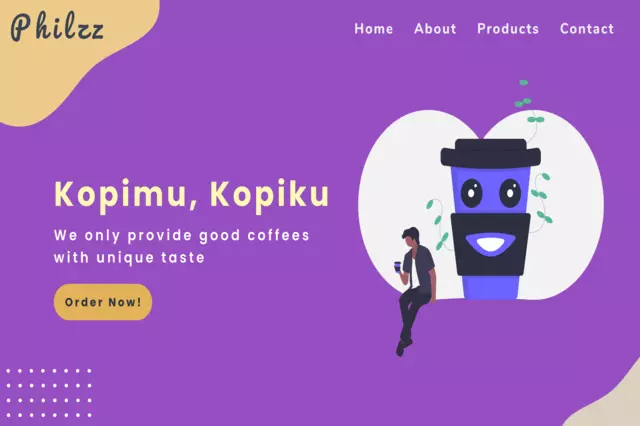 Philzz
Home About Products Contact
Kopimu, Kopiku
We only provide good coffees
with unique taste
Order Now!